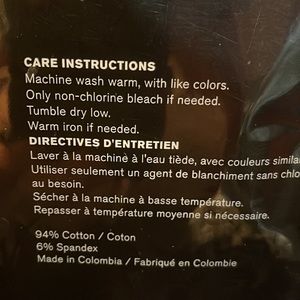 CARE INSTRUCTIONS
Machine wash warm, with like colors.
Only non-chlorine bleach if needed.
Tumble dry low.
Warm iron if needed.
DIRECTIVES D'ENTRETIEN
Laver à la machine à l'eau tiède, avec couleurs
Utiliser seulement un agent de blanchiment sans
au besoin.
Sécher à la machine à basse température.
Repasser à température moyenne si nécessaire.
94% Cotton / Coton
6% Spandex
Made in Colombia / Fabriqué en Colombie